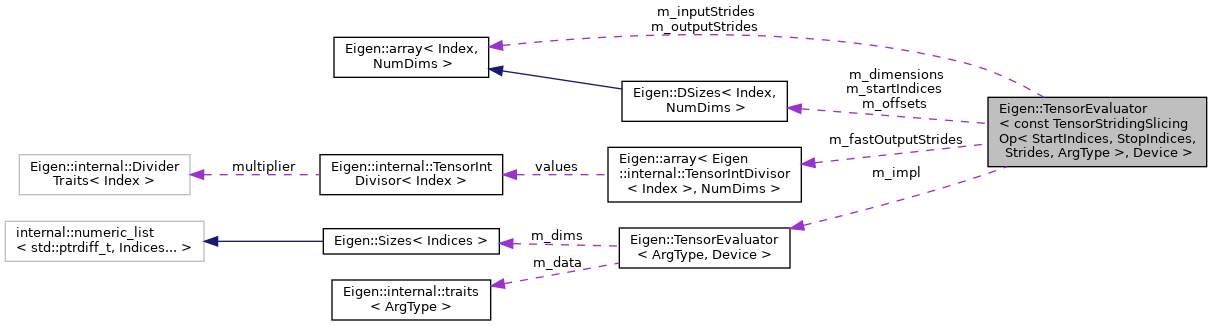 m_inputStrides
m_outputStrides
Eigen::array< Index,
NumDims >
Eigen::DSizes< Index,
NumDims >
m_dimensions
m_startIndices
m_offsets
Eigen::TensorEvaluator
< const TensorStridingSlicing
Op< StartIndices, StopIndices,
Strides, ArgType >, Device >
m_fastOutputStrides
Eigen::internal::Divider
Traits< Index >
multiplier
Eigen::internal::TensorInt
Divisor< Index >
values
Eigen::array< Eigen
::internal::TensorIntDivisor
< Index >, NumDims >
m_impl
internal::numeric_list
< std::ptrdiff_t, Indices... >
Eigen::Sizes< Indices >
m_dims
Eigen::TensorEvaluator
< ArgType, Device >
m_data
Eigen::internal::traits
< ArgType >